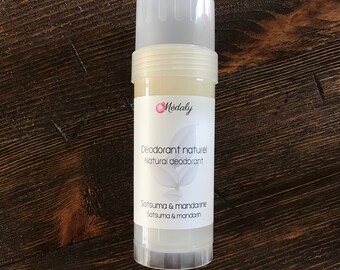 Médaly
Déodorant naturel
Natural deodorant
Satsuma & mandarine
Satsuma & mandarin